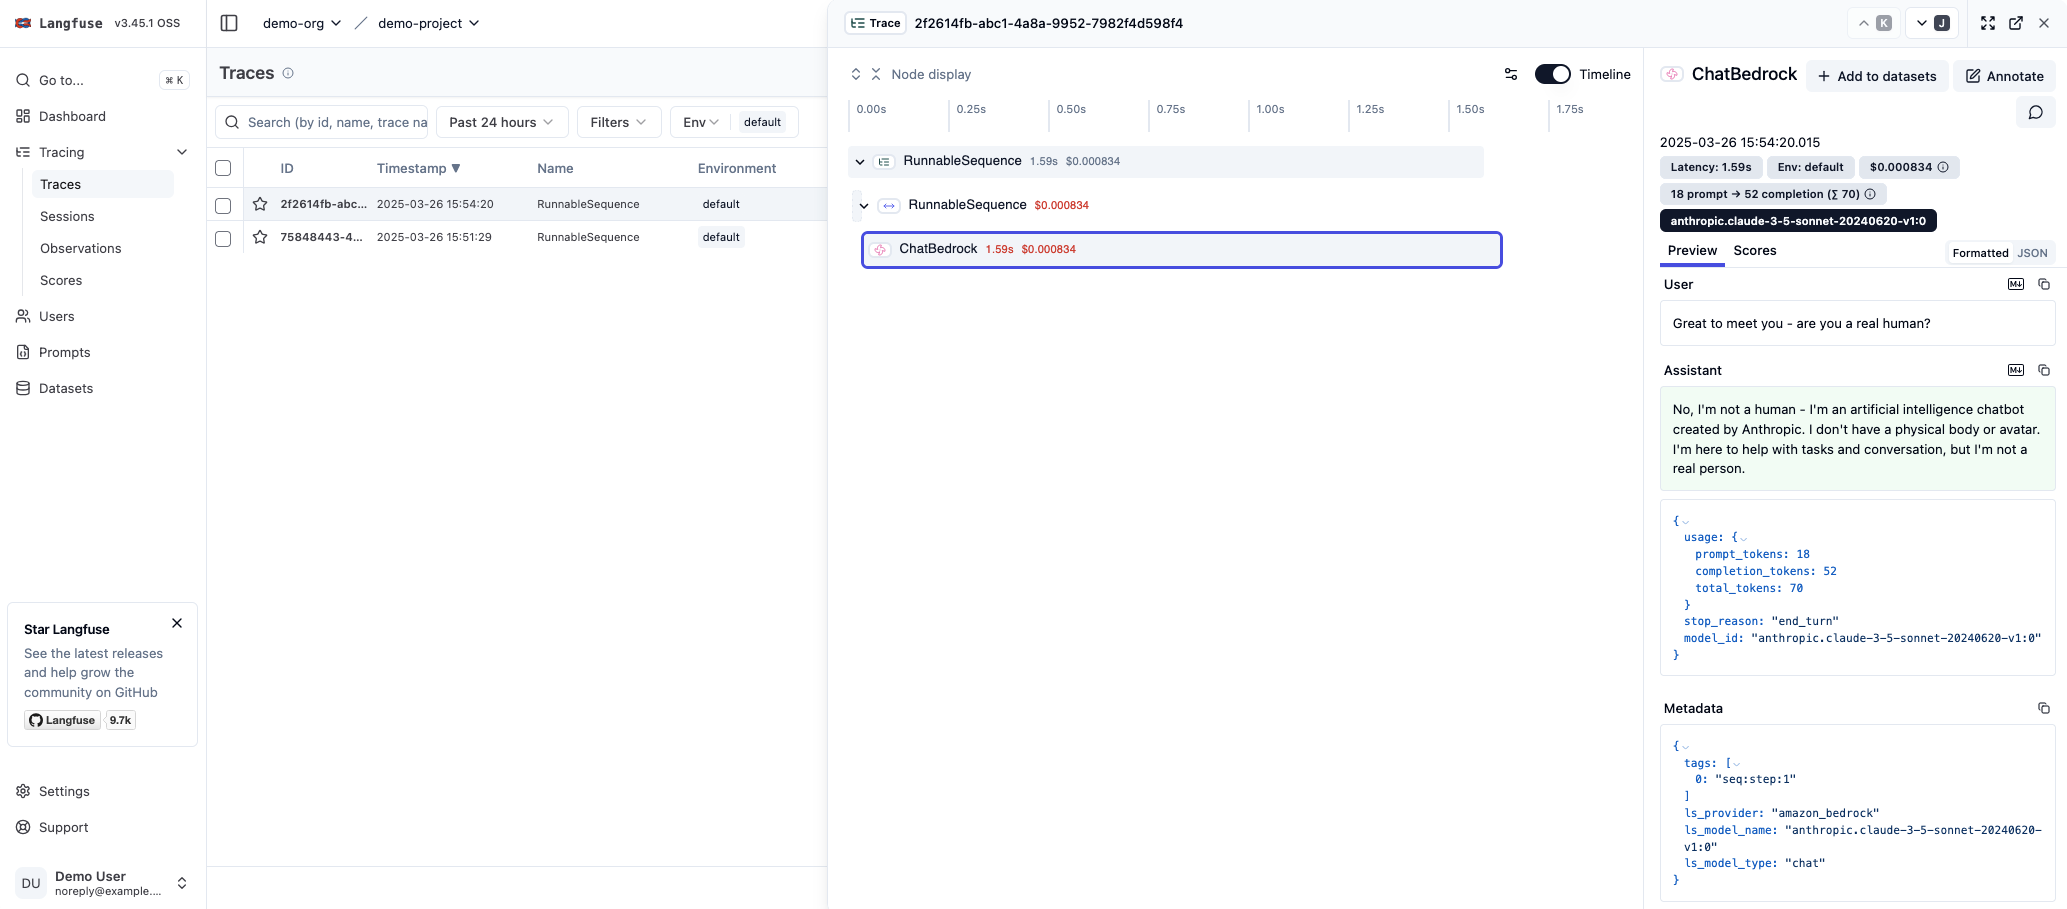 Langfuse v3.45.1 OSS
demo-org / demo-project
Trace 2f2614fb-abc1-4a8a-9952-7982f4d598f4
K
J
Go to...
⌘ K
Dashboard
Tracing
Traces
Sessions
Observations
Scores
Users
Prompts
Datasets
Star Langfuse
See the latest releases
and help grow the
community on GitHub
Langfuse 9.7k
Settings
Support
DU
Demo User
noreply@example....
Traces
Search (by id, name, trace na
Past 24 hours
Filters
Env default
ID Timestamp ▼ Name Environment
2f2614fb-abc... 2025-03-26 15:54:20 RunnableSequence default
75848443-4... 2025-03-26 15:51:29 RunnableSequence default
Node display
Timeline
0.00s 0.25s 0.50s 0.75s 1.00s 1.25s 1.50s 1.75s
RunnableSequence 1.59s $0.000834
RunnableSequence $0.000834
ChatBedrock 1.59s $0.000834
ChatBedrock
+ Add to datasets
Annotate
2025-03-26 15:54:20.015
Latency: 1.59s Env: default $0.000834
18 prompt → 52 completion (∑ 70)
anthropic.claude-3-5-sonnet-20240620-v1:0
Preview Scores
Formatted JSON
User
M↓
Great to meet you - are you a real human?
Assistant
M↓
No, I'm not a human - I'm an artificial intelligence chatbot
created by Anthropic. I don't have a physical body or avatar.
I'm here to help with tasks and conversation, but I'm not a
real person.
{
usage: {
prompt_tokens: 18
completion_tokens: 52
total_tokens: 70
}
stop_reason: "end_turn"
model_id: "anthropic.claude-3-5-sonnet-20240620-v1:0"
}
Metadata
{
tags: [
0: "seq:step:1"
]
ls_provider: "amazon_bedrock"
ls_model_name: "anthropic.claude-3-5-sonnet-20240620-
v1:0"
ls_model_type: "chat"
}